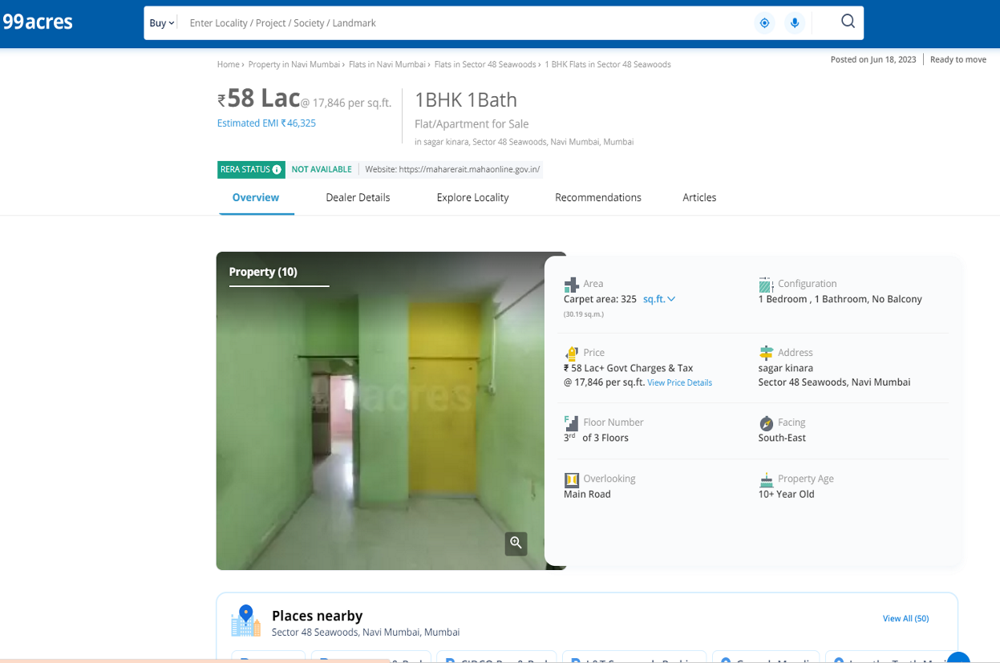 99acres
Buy
Enter Locality / Project / Society / Landmark
Home › Property in Navi Mumbai › Flats in Navi Mumbai › Flats in Sector 48 Seawoods › 1 BHK Flats in Sector 48 Seawoods
Posted on Jun 18, 2023 | Ready to move
₹58 Lac @ 17,846 per sq.ft.
Estimated EMI ₹46,325
1BHK 1Bath
Flat/Apartment for Sale
in sagar kinara, Sector 48 Seawoods, Navi Mumbai, Mumbai
RERA STATUS NOT AVAILABLE Website: https://maharerait.mahaonline.gov.in/
Overview Dealer Details Explore Locality Recommendations Articles
Property (10)
acres
Area
Carpet area: 325 sq.ft.
(30.19 sq.m.)
Configuration
1 Bedroom , 1 Bathroom, No Balcony
Price
₹ 58 Lac+ Govt Charges & Tax
@ 17,846 per sq.ft. View Price Details
Address
sagar kinara
Sector 48 Seawoods, Navi Mumbai
Floor Number
3rd of 3 Floors
Facing
South-East
Overlooking
Main Road
Property Age
10+ Year Old
Places nearby
Sector 48 Seawoods, Navi Mumbai, Mumbai
View All (50)